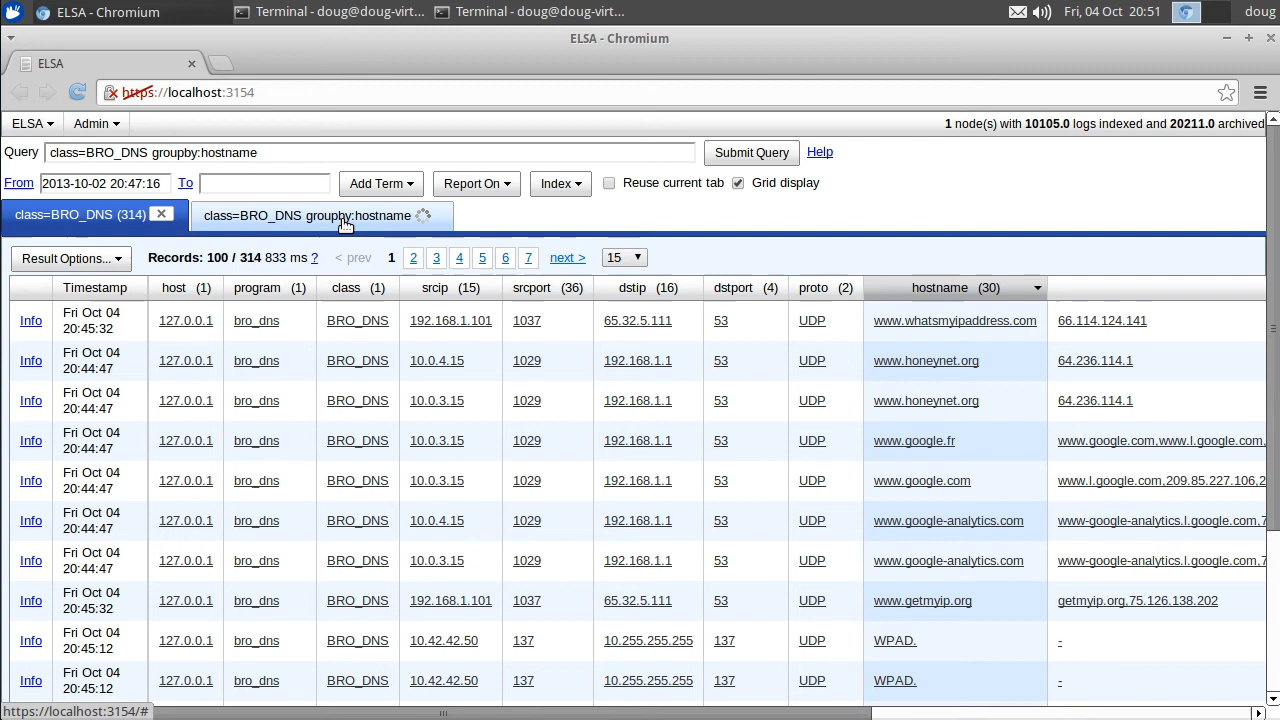 ELSA - Chromium Terminal - doug@doug-virt... Terminal - doug@doug-virt... Fri, 04 Oct 20:51 doug
ELSA - Chromium
ELSA
https://localhost:3154
ELSA Admin 1 node(s) with 10105.0 logs indexed and 20211.0 archived
Query class=BRO_DNS groupby:hostname Submit Query Help
From 2013-10-02 20:47:16 To Add Term Report On Index Reuse current tab Grid display
class=BRO_DNS (314) class=BRO_DNS groupby:hostname
Result Options... Records: 100 / 314 833 ms ? < prev 1 2 3 4 5 6 7 next > 15
Timestamp host (1) program (1) class (1) srcip (15) srcport (36) dstip (16) dstport (4) proto (2) hostname (30)
Info Fri Oct 04 20:45:32 127.0.0.1 bro_dns BRO_DNS 192.168.1.101 1037 65.32.5.111 53 UDP www.whatsmyipaddress.com 66.114.124.141
Info Fri Oct 04 20:44:47 127.0.0.1 bro_dns BRO_DNS 10.0.4.15 1029 192.168.1.1 53 UDP www.honeynet.org 64.236.114.1
Info Fri Oct 04 20:44:47 127.0.0.1 bro_dns BRO_DNS 10.0.3.15 1029 192.168.1.1 53 UDP www.honeynet.org 64.236.114.1
Info Fri Oct 04 20:44:47 127.0.0.1 bro_dns BRO_DNS 10.0.3.15 1029 192.168.1.1 53 UDP www.google.fr www.google.com,www.l.google.com,
Info Fri Oct 04 20:44:47 127.0.0.1 bro_dns BRO_DNS 10.0.3.15 1029 192.168.1.1 53 UDP www.google.com www.l.google.com,209.85.227.106,2
Info Fri Oct 04 20:44:47 127.0.0.1 bro_dns BRO_DNS 10.0.4.15 1029 192.168.1.1 53 UDP www.google-analytics.com www-google-analytics.l.google.com,7
Info Fri Oct 04 20:44:47 127.0.0.1 bro_dns BRO_DNS 10.0.3.15 1029 192.168.1.1 53 UDP www.google-analytics.com www-google-analytics.l.google.com,7
Info Fri Oct 04 20:45:32 127.0.0.1 bro_dns BRO_DNS 192.168.1.101 1037 65.32.5.111 53 UDP www.getmyip.org getmyip.org,75.126.138.202
Info Fri Oct 04 20:45:12 127.0.0.1 bro_dns BRO_DNS 10.42.42.50 137 10.255.255.255 137 UDP WPAD. -
Info Fri Oct 04 20:45:12 127.0.0.1 bro_dns BRO_DNS 10.42.42.50 137 10.255.255.255 137 UDP WPAD. -
https://localhost:3154/#